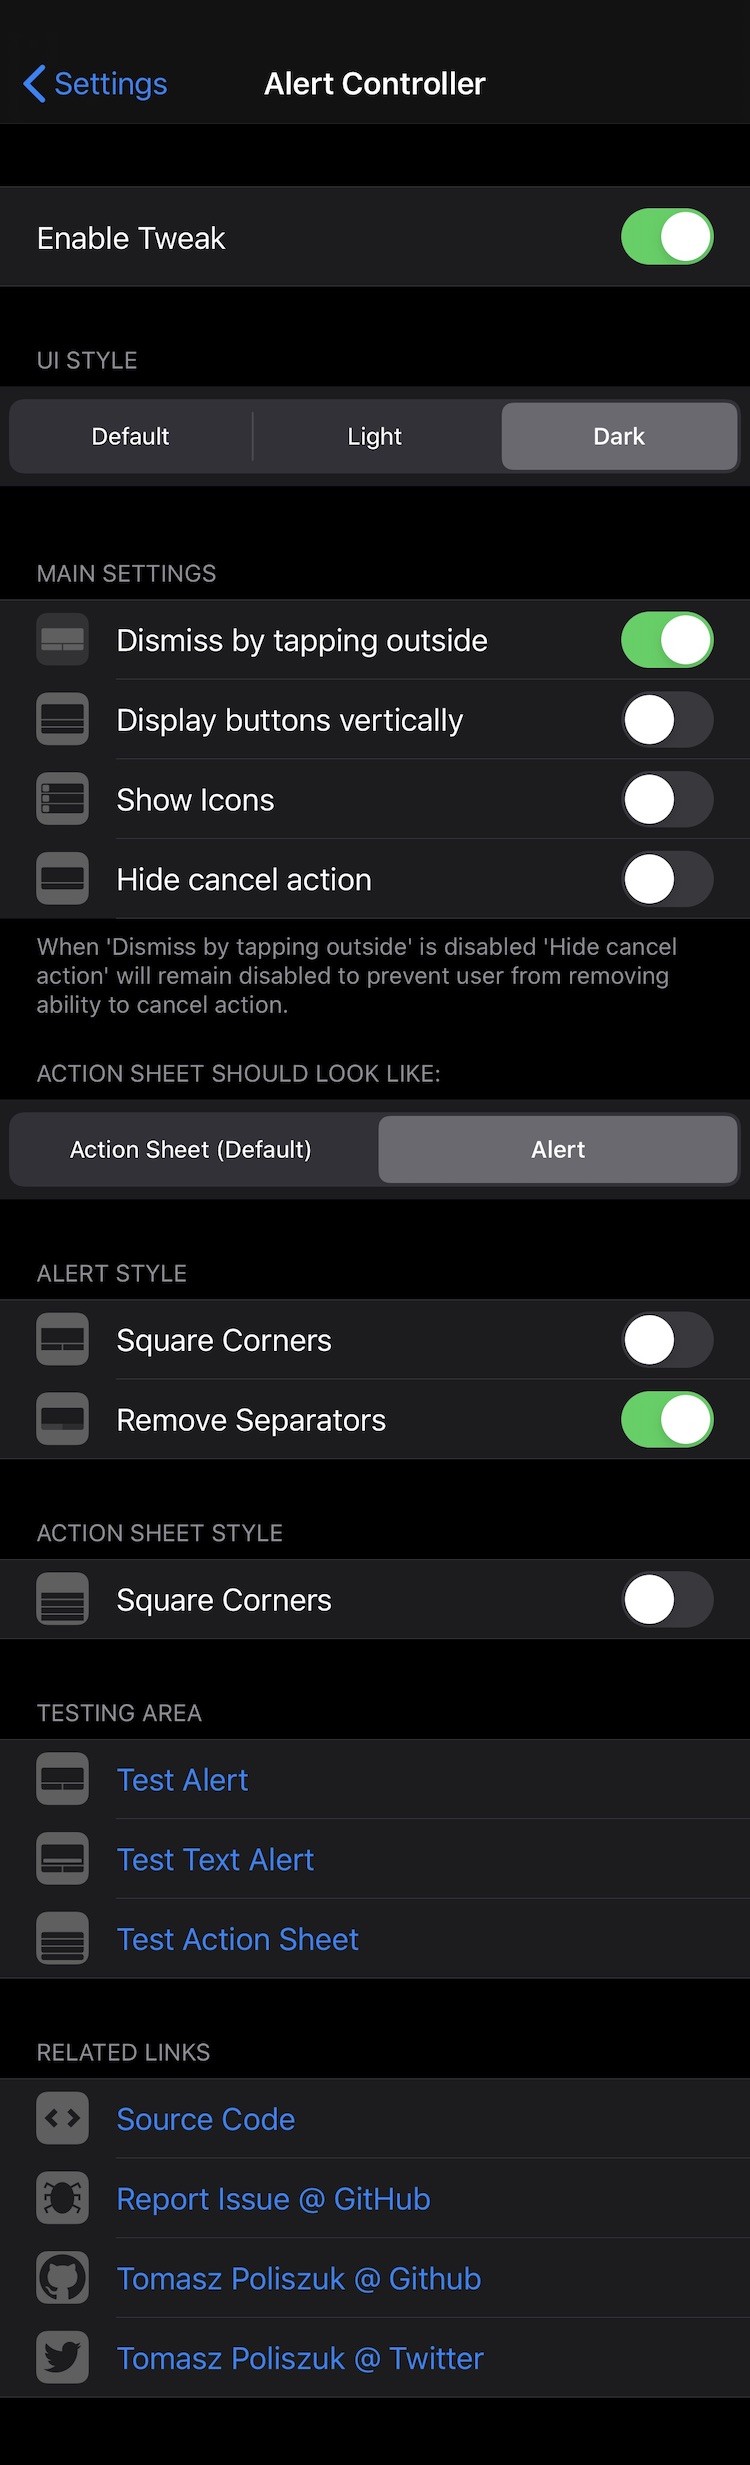 Settings
Alert Controller
Enable Tweak
UI STYLE
Default
Light
Dark
MAIN SETTINGS
Dismiss by tapping outside
Display buttons vertically
Show Icons
Hide cancel action
When 'Dismiss by tapping outside' is disabled 'Hide cancel
action' will remain disabled to prevent user from removing
ability to cancel action.
ACTION SHEET SHOULD LOOK LIKE:
Action Sheet (Default)
Alert
ALERT STYLE
Square Corners
Remove Separators
ACTION SHEET STYLE
Square Corners
TESTING AREA
Test Alert
Test Text Alert
Test Action Sheet
RELATED LINKS
Source Code
Report Issue @ GitHub
Tomasz Poliszuk @ Github
Tomasz Poliszuk @ Twitter